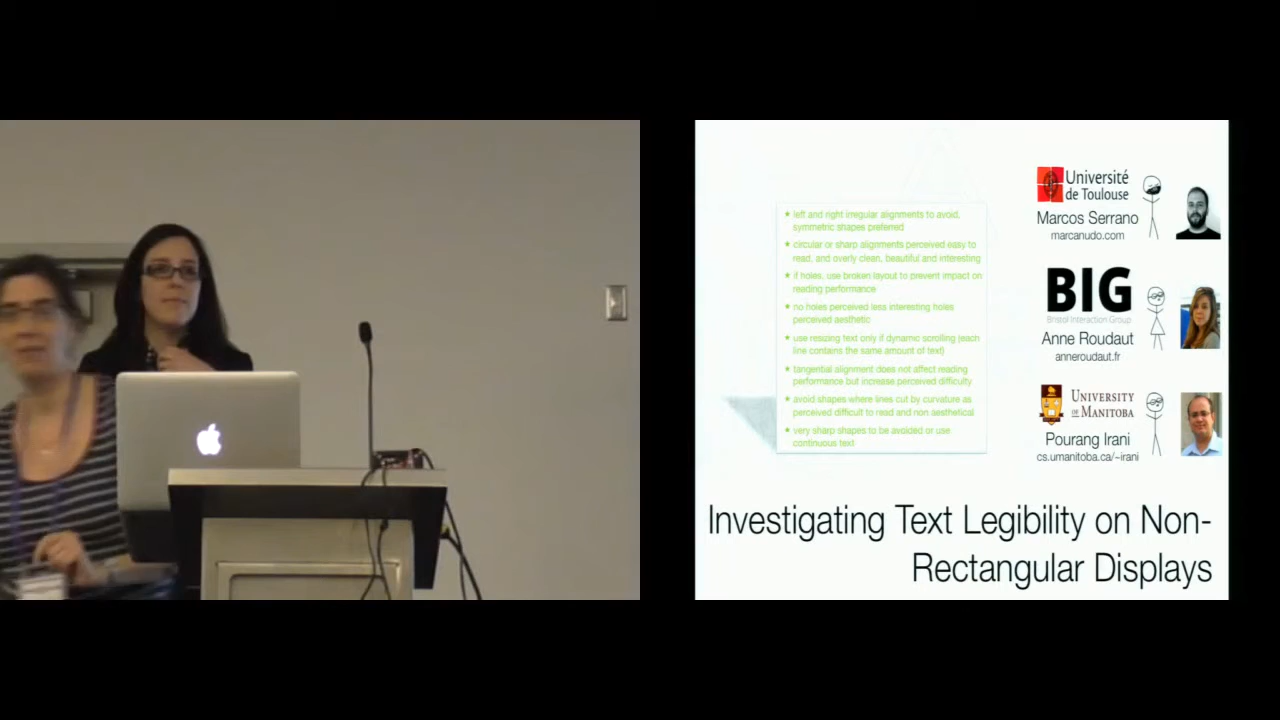 ★ left and right irregular alignments to avoid,
symmetric shapes preferred
★ circular or sharp alignments perceived easy to
read, and overly clean, beautiful and interesting
★ if holes, use broken layout to prevent impact on
reading performance
★ no holes perceived less interesting holes
perceived aesthetic
★ use resizing text only if dynamic scrolling (each
line contains the same amount of text)
★ tangential alignment does not affect reading
performance but increase perceived difficulty
★ avoid shapes where lines cut by curvature as
perceived difficult to read and non aesthetical
★ very sharp shapes to be avoided or use
continuous text
Université
de Toulouse
Marcos Serrano
marcanudo.com
BIG
Bristol Interaction Group
Anne Roudaut
anneroudaut.fr
UNIVERSITY
OF MANITOBA
Pourang Irani
cs.umanitoba.ca/~irani
Investigating Text Legibility on Non-
Rectangular Displays